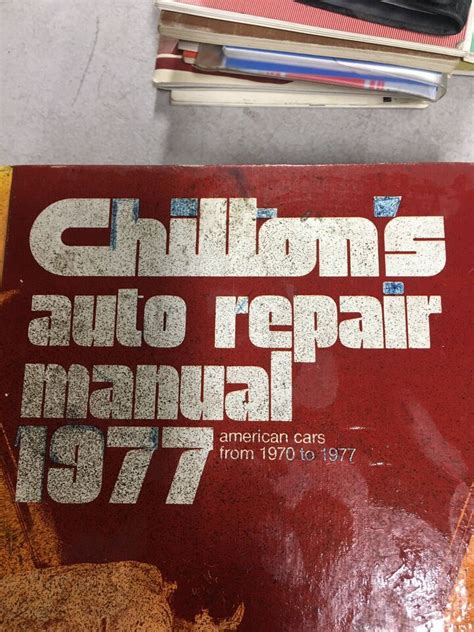 Chilton's
auto repair
manual
1977
american cars
from 1970 to 1977